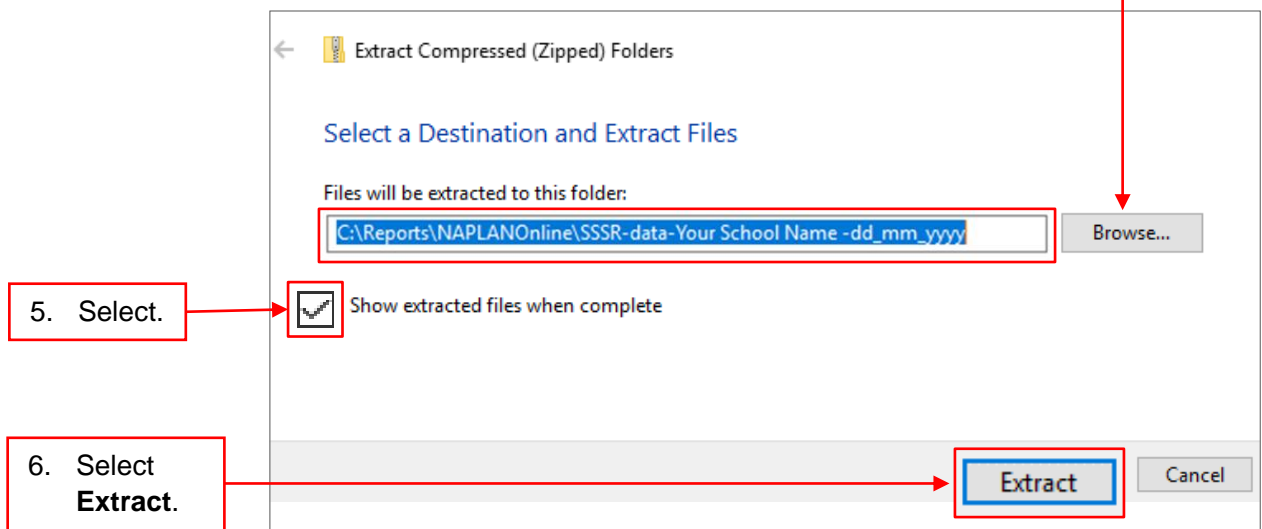 Extract Compressed (Zipped) Folders
Select a Destination and Extract Files
Files will be extracted to this folder:
C:\Reports\NAPLANOnline\SSSR-data-Your School Name -dd_mm_yyyy
Browse...
5. Select.
Show extracted files when complete
6. Select
Extract.
Extract
Cancel